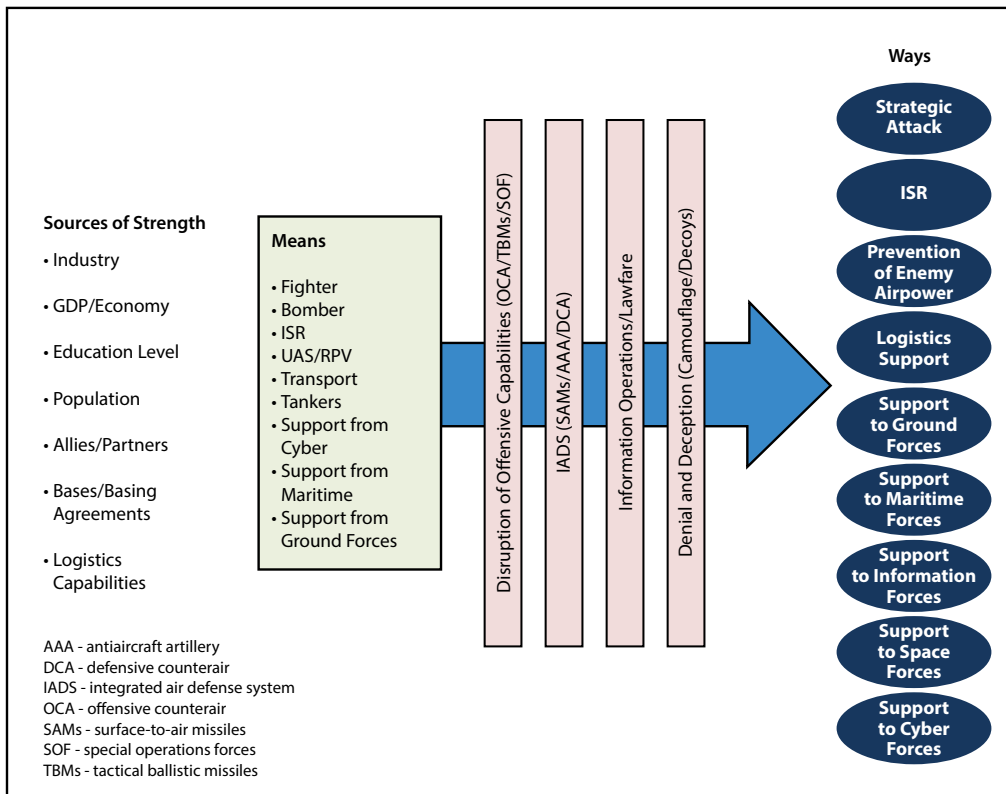 Sources of Strength
• Industry
• GDP/Economy
• Education Level
• Population
• Allies/Partners
• Bases/Basing
Agreements
• Logistics
Capabilities
AAA - antiaircraft artillery
DCA - defensive counterair
IADS - integrated air defense system
OCA - offensive counterair
SAMs - surface-to-air missiles
SOF - special operations forces
TBMs - tactical ballistic missiles
Means
• Fighter
• Bomber
• ISR
• UAS/RPV
• Transport
• Tankers
• Support from
Cyber
• Support from
Maritime
• Support from
Ground Forces
Disruption of Offensive Capabilities (OCA/TBMs/SOF)
IADS (SAMs/AAA/DCA)
Information Operations/Lawfare
Denial and Deception (Camouflage/Decoys)
Ways
Strategic
Attack
ISR
Prevention
of Enemy
Airpower
Logistics
Support
Support
to Ground
Forces
Support
to Maritime
Forces
Support
to Information
Forces
Support
to Space
Forces
Support
to Cyber
Forces